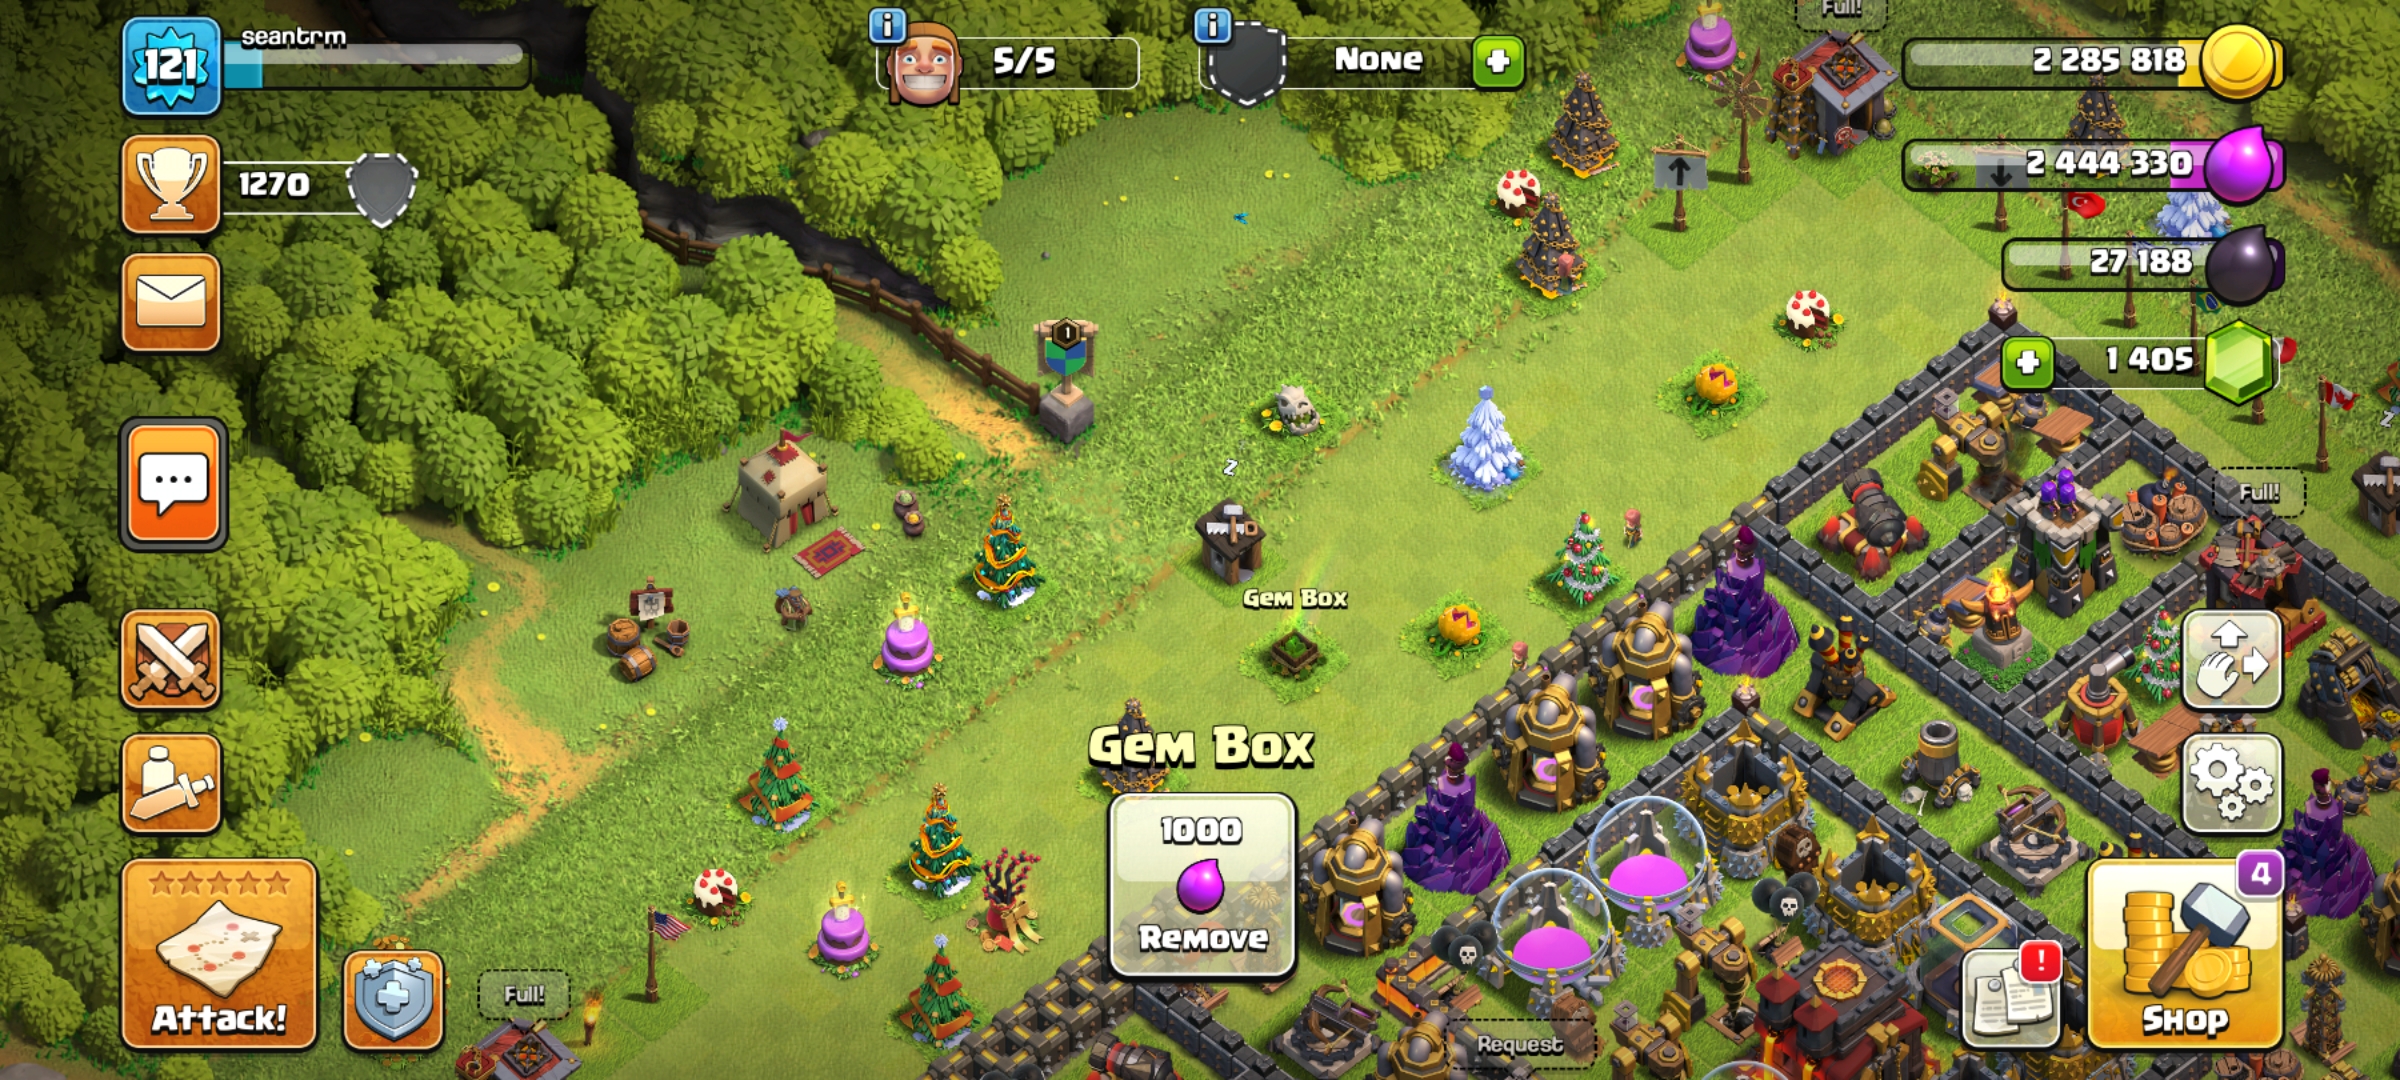 Full!
seantrm
121
5/5
None
2 285 818
2 444 330
1270
27 188
1
1 405
z
Full!
z
Gem Box
Gem Box
1000
Remove
4
Full!
Attack!
Shop
!
Request